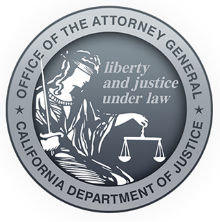 OFFICE OF THE ATTORNEY GENERAL
liberty
and justice
under law
CALIFORNIA DEPARTMENT OF JUSTICE